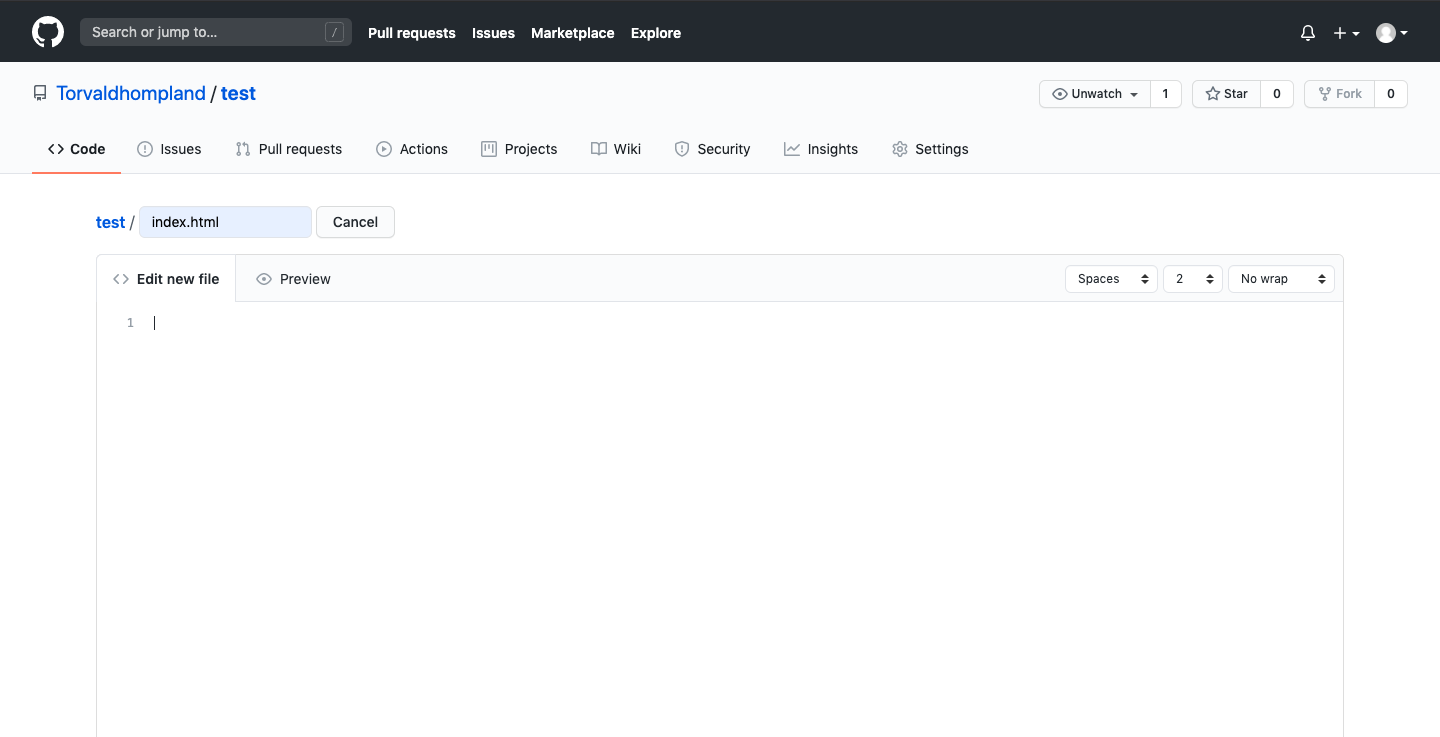 Search or jump to... / Pull requests Issues Marketplace Explore
Torvaldhompland / test Unwatch 1 Star 0 Fork 0
Code Issues Pull requests Actions Projects Wiki Security Insights Settings
test / index.html Cancel
Edit new file Preview Spaces 2 No wrap
1